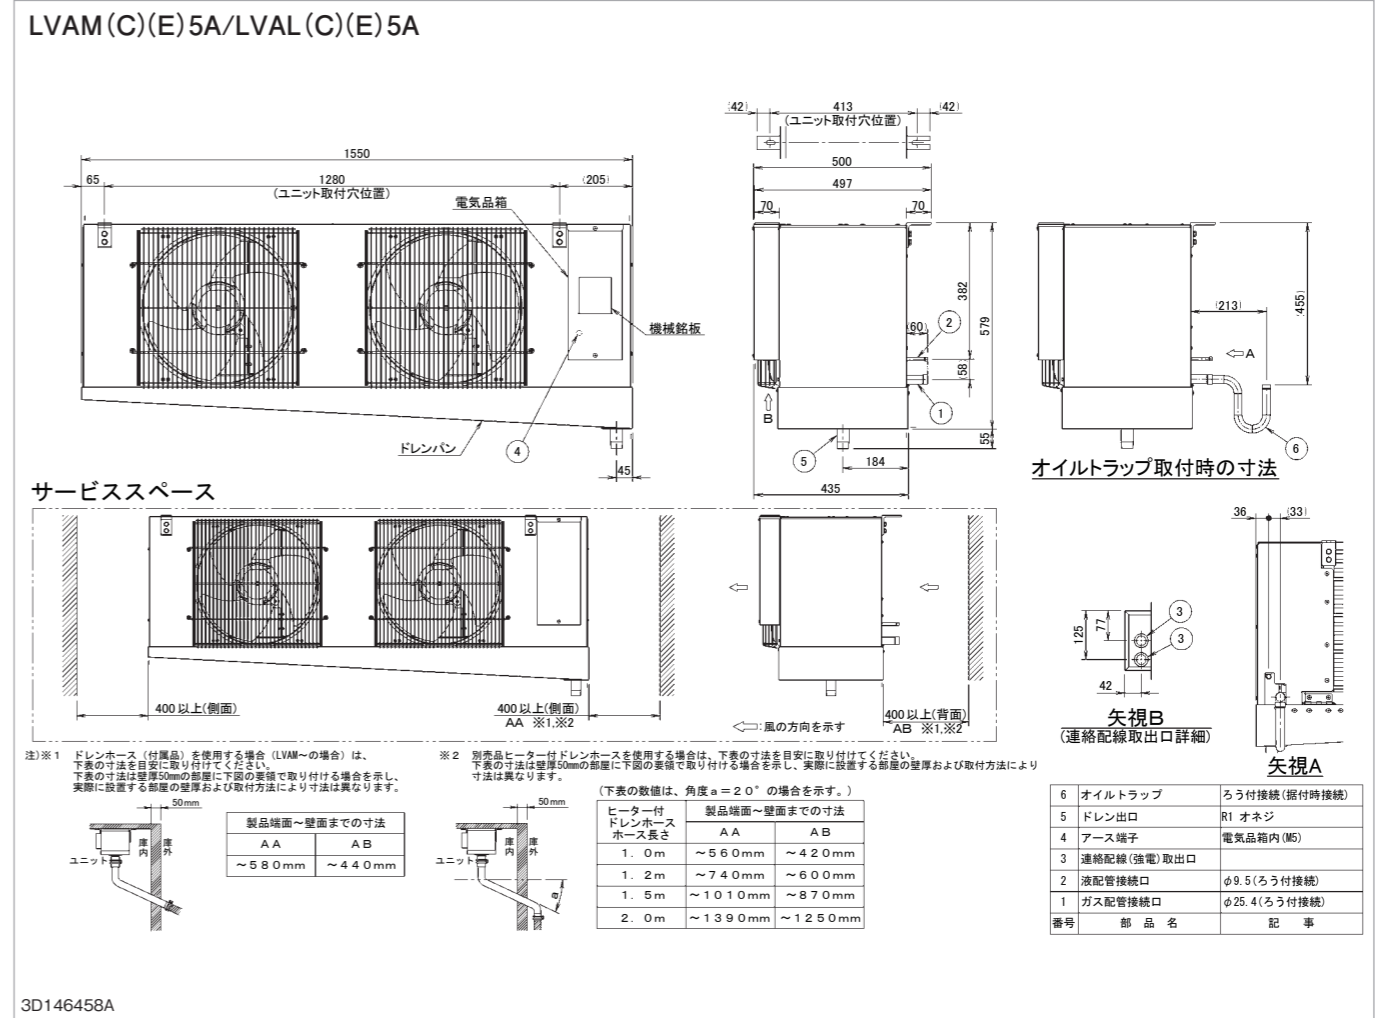 LVAM(C)(E)5A/LVAL(C)(E)5A
1550
65
1280
(ユニット取付穴位置)
(205)
電気品箱
機械銘板
ドレンパン
4
45
(42)
413
(42)
(ユニット取付穴位置)
500
497
70
70
382
579
(60)
2
(58)
1
B
5
55
184
435
(455)
(213)
A
6
オイルトラップ取付時の寸法
サービススペース
400以上(側面)
400以上(側面)
AA ※1,※2
400以上(背面)
AB ※1,※2
:風の方向を示す
36
(33)
125
77
3
3
42
矢視B
(連絡配線取出口詳細)
矢視A
注)※1 ドレンホース(付属品)を使用する場合(LVAM~の場合)は、
下表の寸法を目安に取り付けてください。
下表の寸法は壁厚50mmの部屋に下図の要領で取り付ける場合を示し、
実際に設置する部屋の壁厚および取付方法により寸法は異なります。
50mm
ユニット
庫内
庫外
製品端面~壁面までの寸法
AA AB
~580mm ~440mm
※2 別売品ヒーター付ドレンホースを使用する場合は、下表の寸法を目安に取り付けてください。
下表の寸法は壁厚50mmの部屋に下図の要領で取り付ける場合を示し、実際に設置する部屋の壁厚および取付方法により
寸法は異なります。
50mm
ユニット
庫内
庫外
a
(下表の数値は、角度a=20°の場合を示す。)
ヒーター付
ドレンホース
ホース長さ
製品端面~壁面までの寸法
AA AB
1.0m ~560mm ~420mm
1.2m ~740mm ~600mm
1.5m ~1010mm ~870mm
2.0m ~1390mm ~1250mm
6 オイルトラップ ろう付接続(据付時接続)
5 ドレン出口 R1 オネジ
4 アース端子 電気品箱内(M5)
3 連絡配線(強電)取出口
2 液配管接続口 φ9.5(ろう付接続)
1 ガス配管接続口 φ25.4(ろう付接続)
番号 部品名 記事
3D146458A